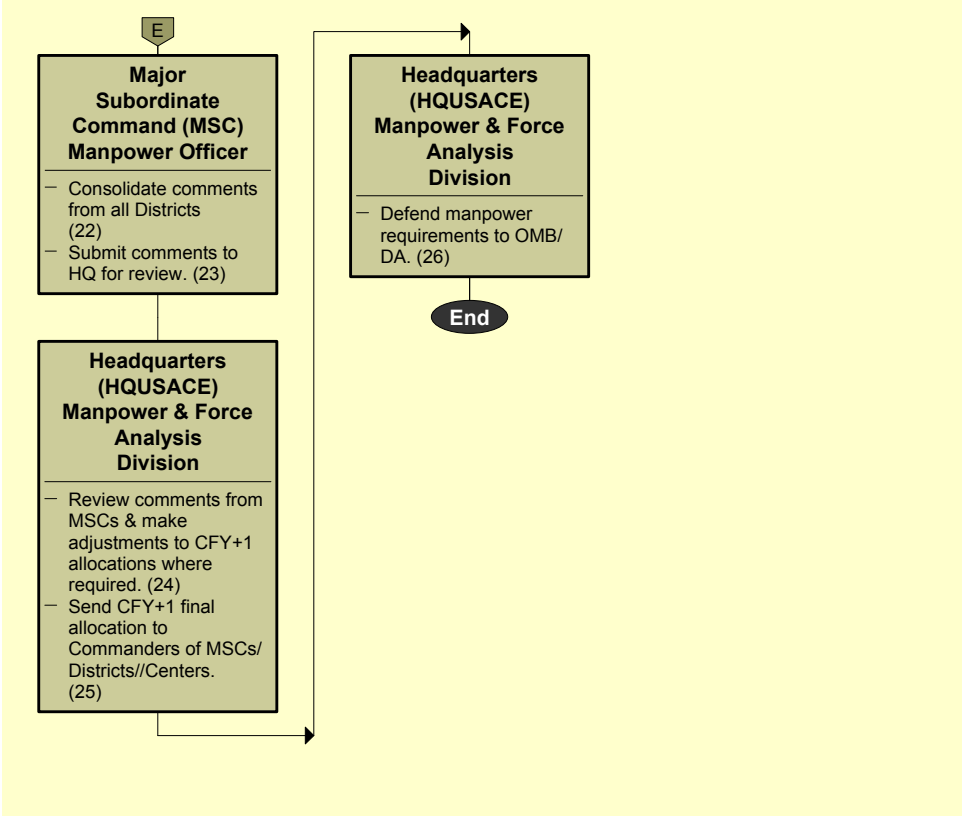 E
Major
Subordinate
Command (MSC)
Manpower Officer
— Consolidate comments
from all Districts
(22)
— Submit comments to
HQ for review. (23)
Headquarters
(HQUSACE)
Manpower & Force
Analysis
Division
— Review comments from
MSCs & make
adjustments to CFY+1
allocations where
required. (24)
— Send CFY+1 final
allocation to
Commanders of MSCs/
Districts//Centers.
(25)
Headquarters
(HQUSACE)
Manpower & Force
Analysis
Division
— Defend manpower
requirements to OMB/
DA. (26)
End